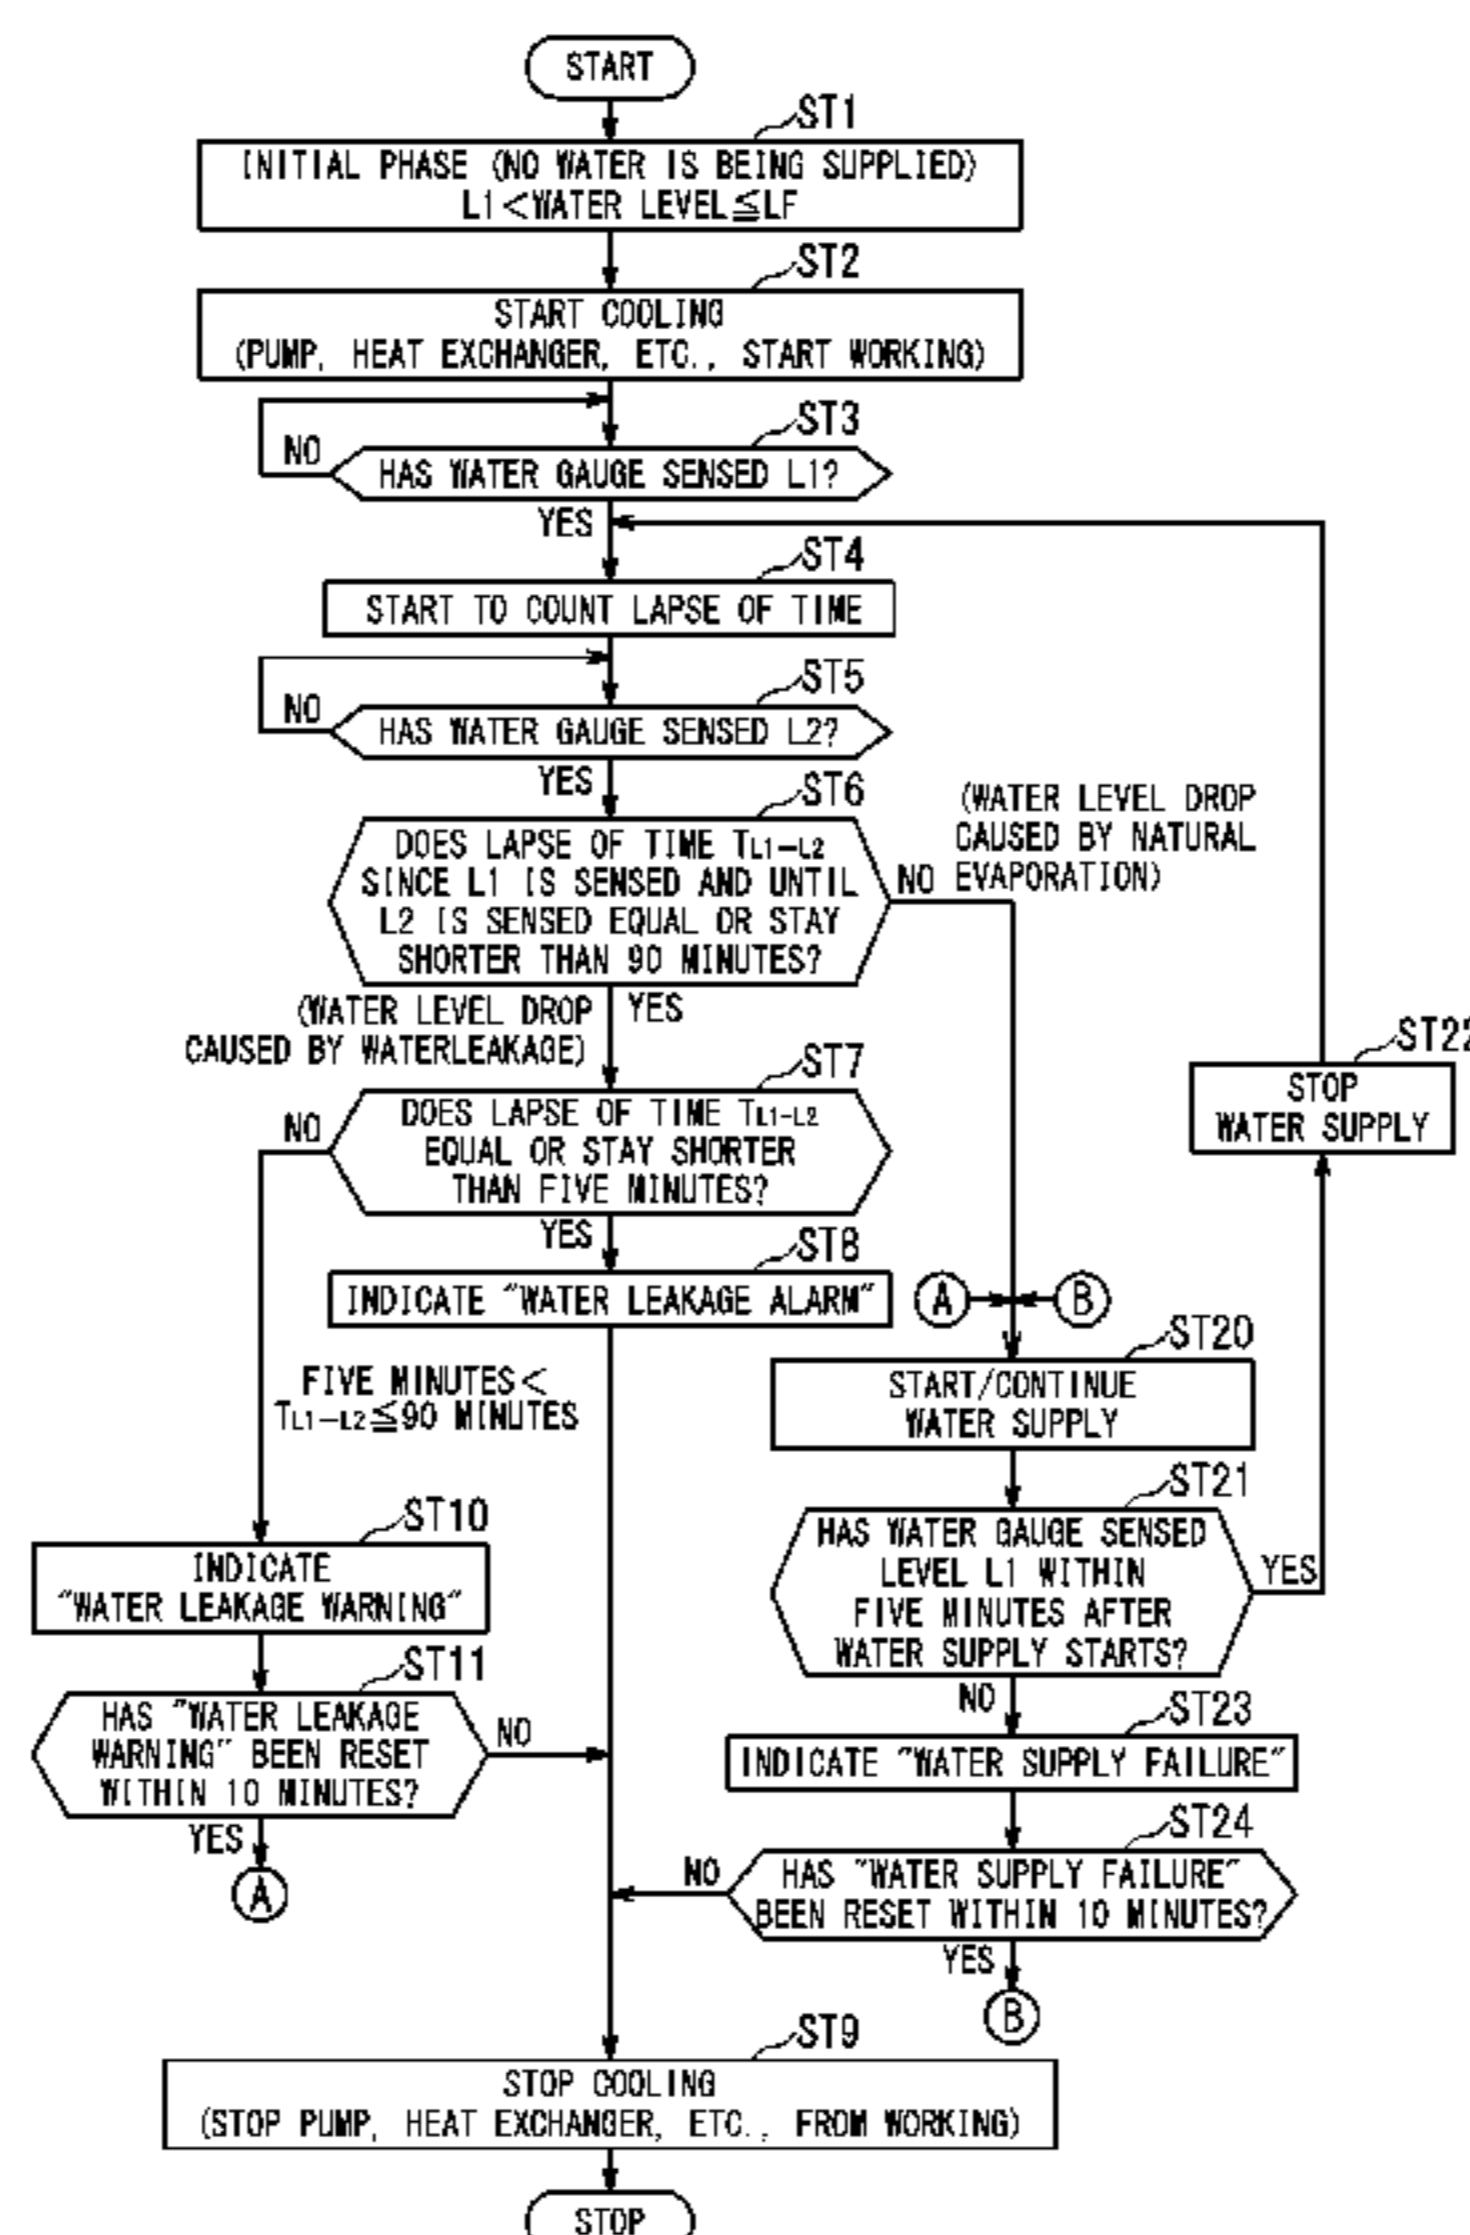 START
ST1
INITIAL PHASE (NO WATER IS BEING SUPPLIED)
L1<WATER LEVEL≦LF
ST2
START COOLING
(PUMP, HEAT EXCHANGER, ETC., START WORKING)
ST3
NO
HAS WATER GAUGE SENSED L1?
YES
ST4
START TO COUNT LAPSE OF TIME
ST5
NO
HAS WATER GAUGE SENSED L2?
YES
ST6
DOES LAPSE OF TIME TL1-L2
SINCE L1 IS SENSED AND UNTIL
L2 IS SENSED EQUAL OR STAY
SHORTER THAN 90 MINUTES?
(WATER LEVEL DROP
CAUSED BY NATURAL
NO EVAPORATION)
(WATER LEVEL DROP
CAUSED BY WATERLEAKAGE)
YES
ST22
STOP
WATER SUPPLY
ST7
NO
DOES LAPSE OF TIME TL1-L2
EQUAL OR STAY SHORTER
THAN FIVE MINUTES?
YES
ST8
INDICATE "WATER LEAKAGE ALARM"
A
B
ST20
START/CONTINUE
WATER SUPPLY
FIVE MINUTES<
TL1-L2≦90 MINUTES
ST21
HAS WATER GAUGE SENSED
LEVEL L1 WITHIN
FIVE MINUTES AFTER
WATER SUPPLY STARTS?
YES
ST10
INDICATE
"WATER LEAKAGE WARNING"
ST11
HAS "WATER LEAKAGE
WARNING" BEEN RESET
WITHIN 10 MINUTES?
NO
YES
A
NO
ST23
INDICATE "WATER SUPPLY FAILURE"
ST24
NO
HAS "WATER SUPPLY FAILURE"
BEEN RESET WITHIN 10 MINUTES?
YES
B
ST9
STOP COOLING
(STOP PUMP, HEAT EXCHANGER, ETC., FROM WORKING)
STOP